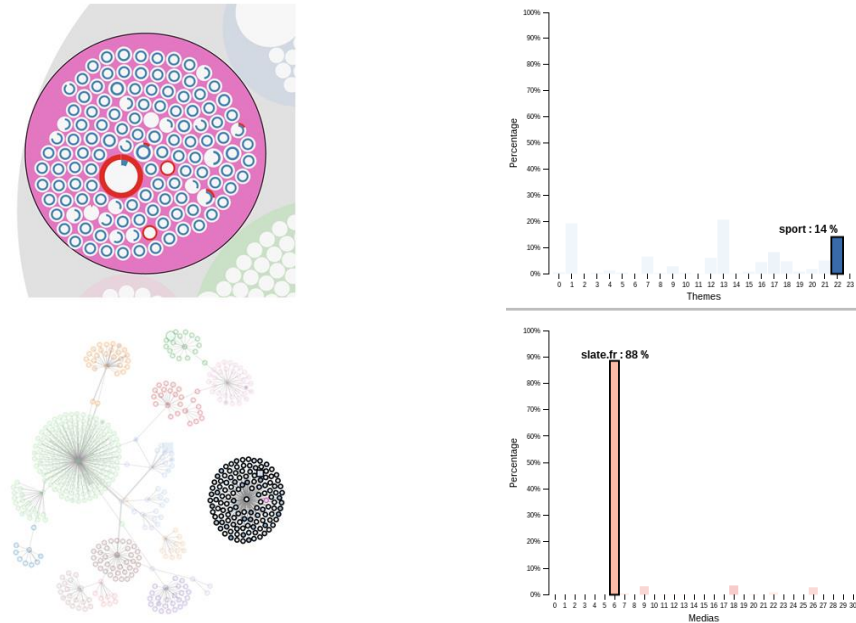 100%
90%
80%
70%
60%
50%
40%
30%
20%
10%
0%
Percentage
sport : 14 %
0 1 2 3 4 5 6 7 8 9 10 11 12 13 14 15 16 17 18 19 20 21 22 23
Themes
100%
90%
80%
70%
60%
50%
40%
30%
20%
10%
0%
Percentage
slate.fr : 88 %
0 1 2 3 4 5 6 7 8 9 10 11 12 13 14 15 16 17 18 19 20 21 22 23 24 25 26 27 28 29 30
Medias